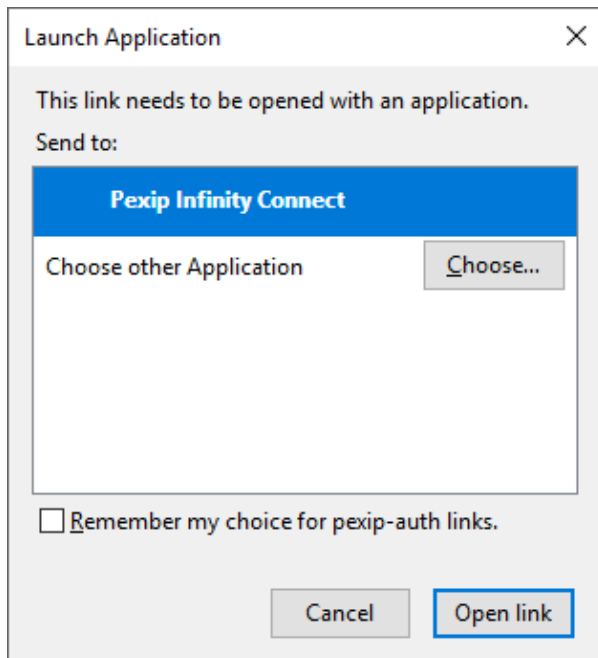 Launch Application
This link needs to be opened with an application.
Send to:
Pexip Infinity Connect
Choose other Application
Choose...
Remember my choice for pexip-auth links.
Cancel
Open link